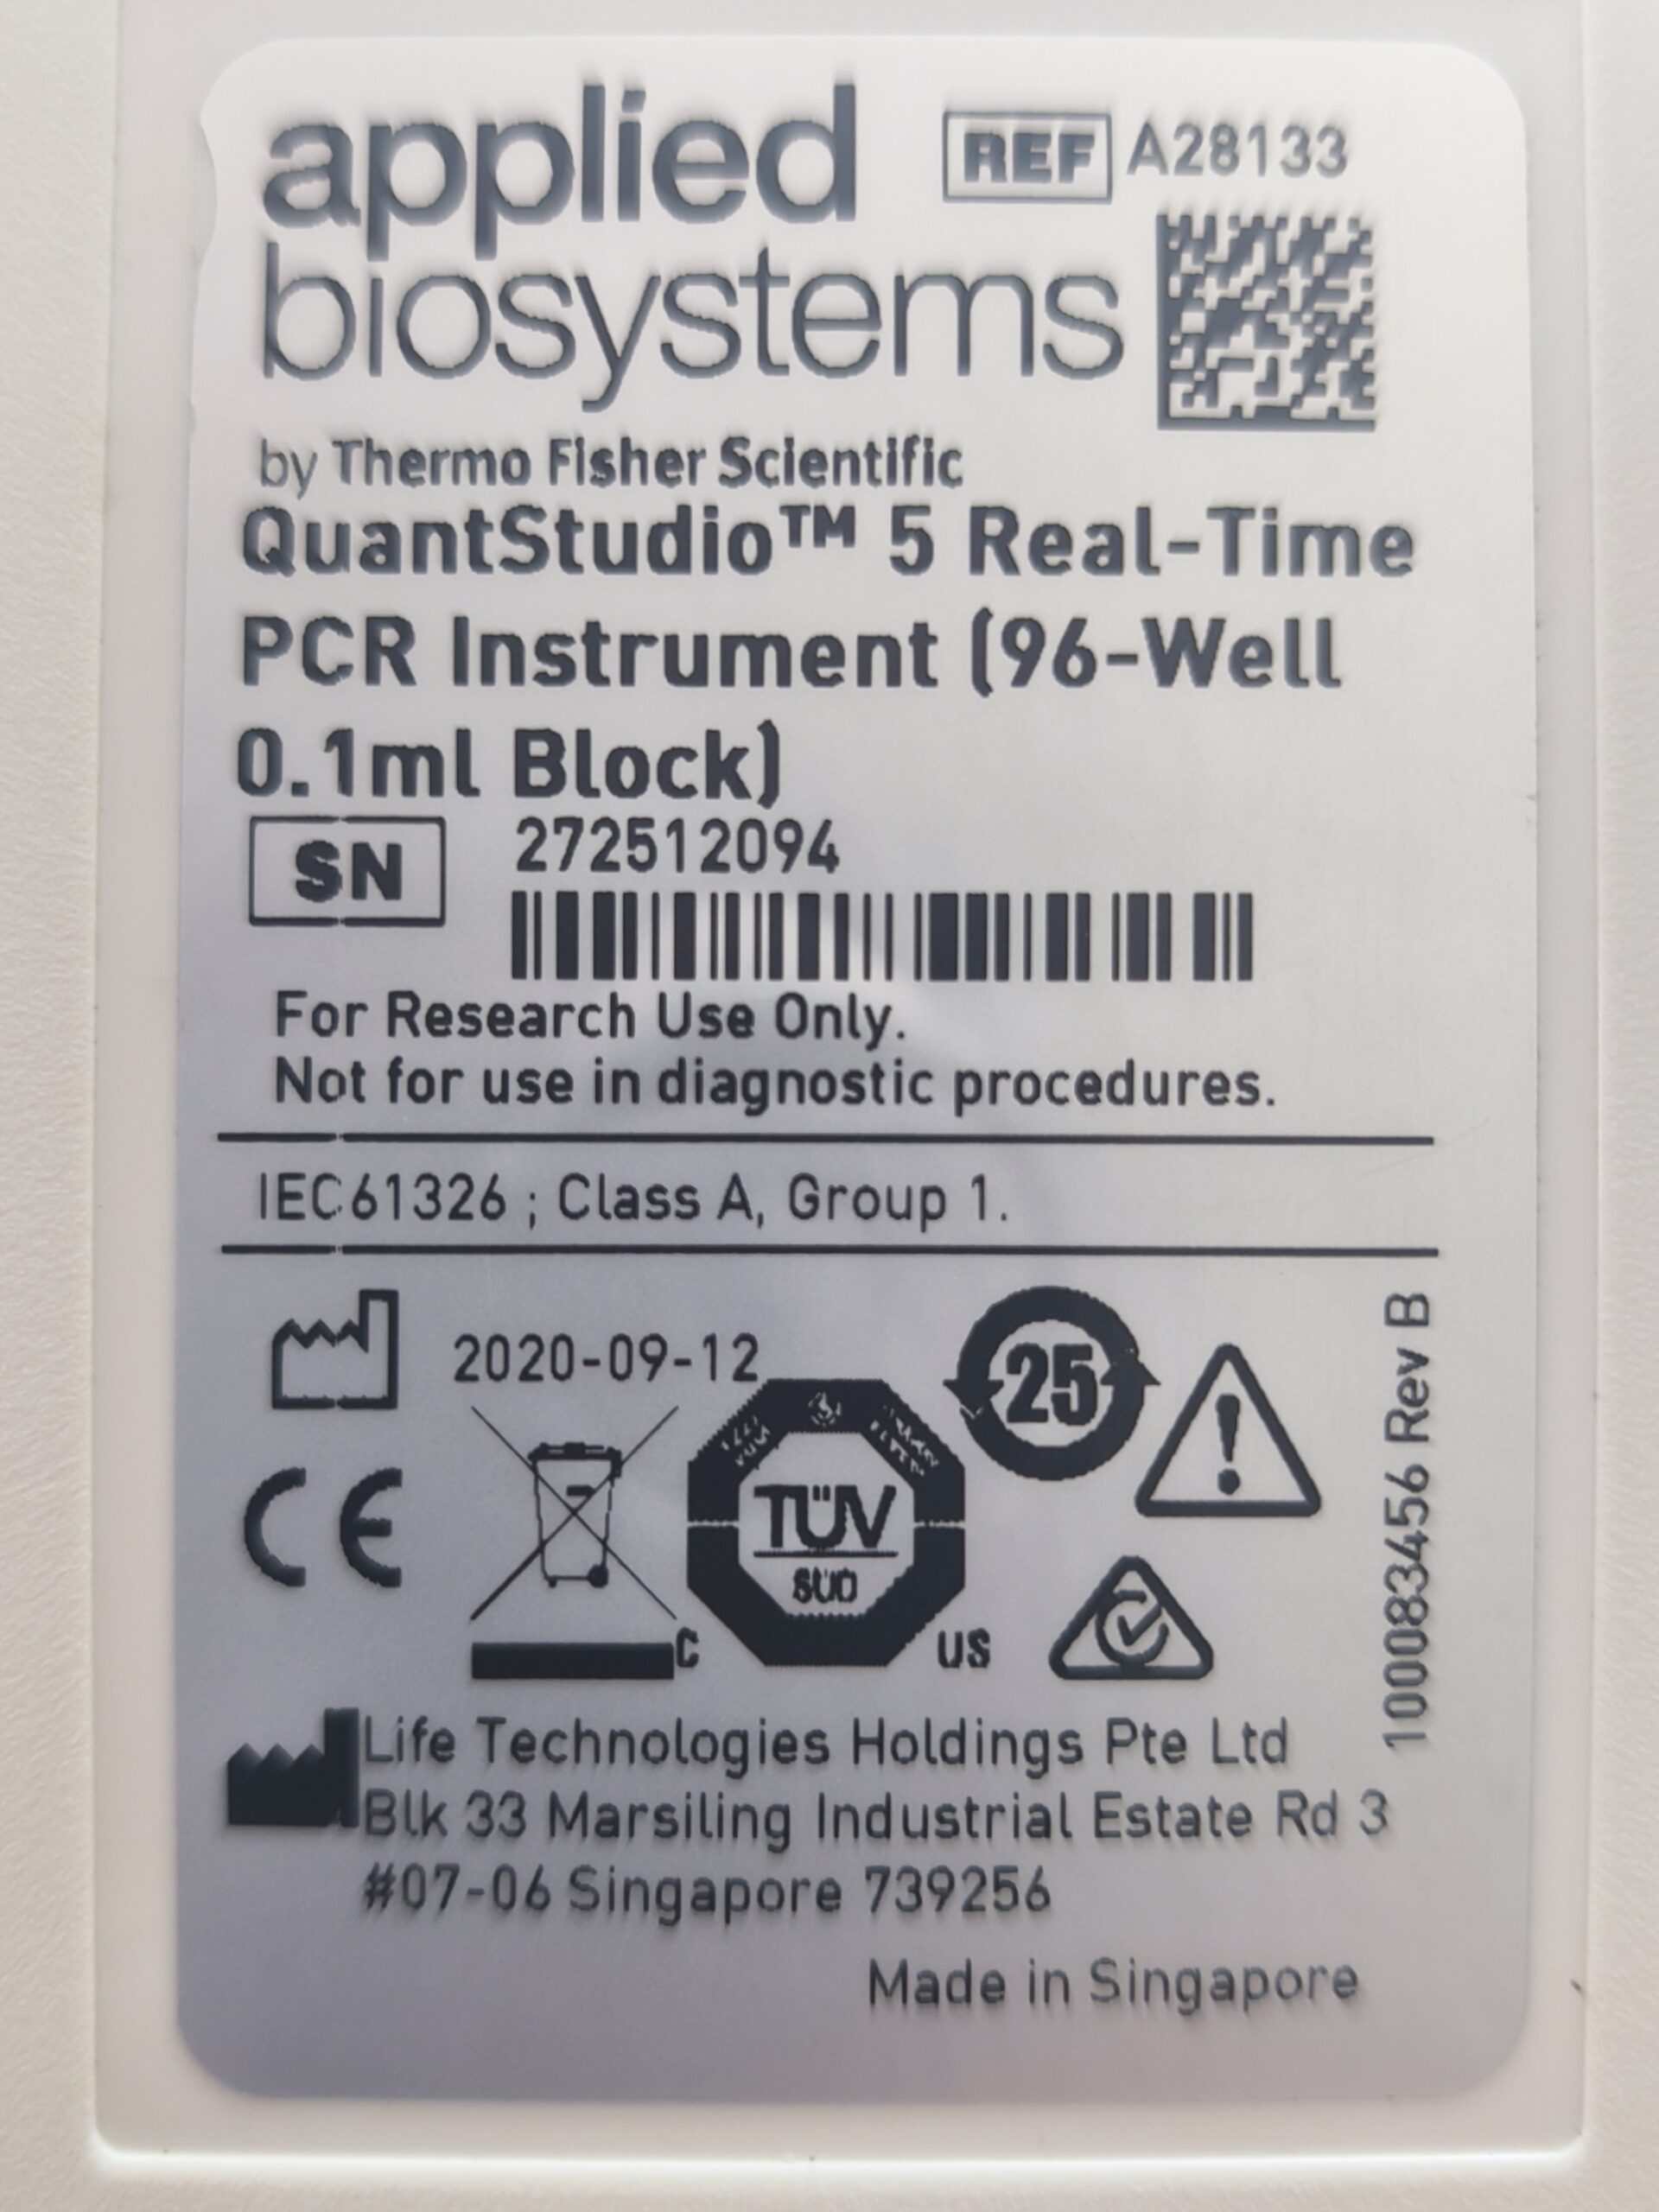 applied
biosystems
REF A28133
by Thermo Fisher Scientific
QuantStudio™ 5 Real-Time
PCR Instrument (96-Well
0.1ml Block)
SN 272512094
For Research Use Only.
Not for use in diagnostic procedures.
IEC61326 ; Class A, Group 1.
2020-09-12
25
CE
TÜV
SÜD
C US
100083456 Rev B
Life Technologies Holdings Pte Ltd
Blk 33 Marsiling Industrial Estate Rd 3
#07-06 Singapore 739256
Made in Singapore